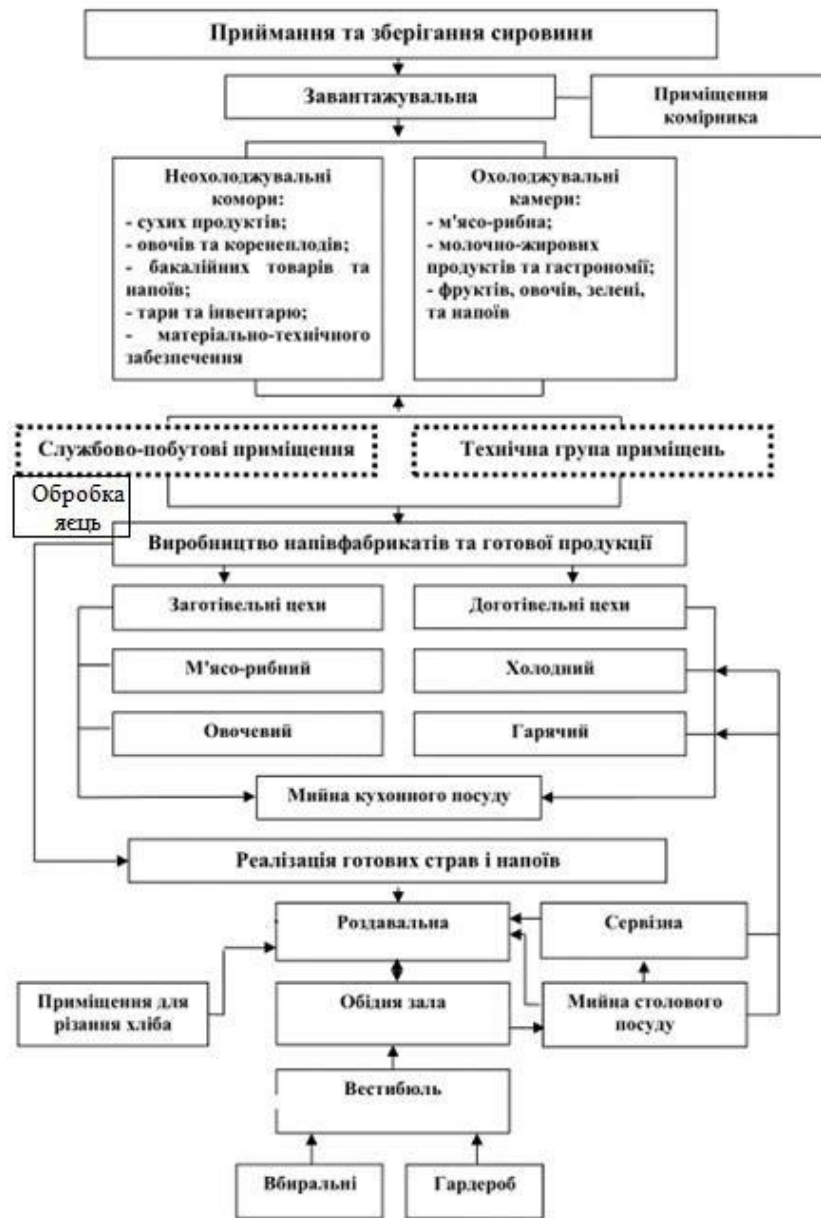 Приймання та зберігання сировини
Завантажувальна
Приміщення
комірника
Неохолоджувальні
комори:
- сухих продуктів;
- овочів та коренеплодів;
- бакалійних товарів та
напоїв;
- тари та інвентарю;
- матеріально-технічного
забезпечення
Охолоджувальні
камери:
- м'ясо-рибна;
- молочно-жирових
продуктів та гастрономії;
- фруктів, овочів, зелені,
та напоїв
Службово-побутові приміщення
Технічна група приміщень
Обробка
яєць
Виробництво напівфабрикатів та готової продукції
Заготівельні цехи
Доготівельні цехи
М'ясо-рибний
Холодний
Овочевий
Гарячий
Мийна кухонного посуду
Реалізація готових страв і напоїв
Роздавальна
Сервізна
Приміщення для
різання хліба
Обідня зала
Мийна столового
посуду
Вестибюль
Вбиральні
Гардероб